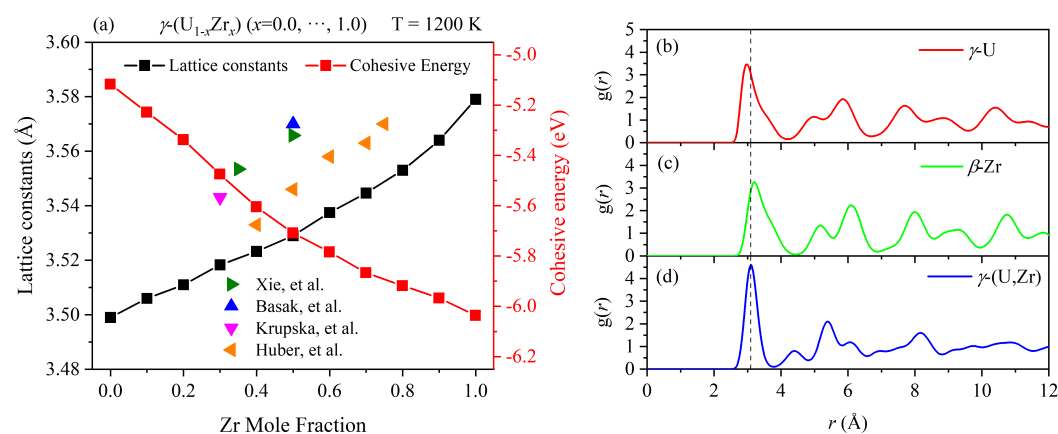 (a) γ-(U1-xZrx) (x=0.0, ⋯, 1.0) T = 1200 K
Lattice constants Cohesive Energy
3.60
3.58
3.56
3.54
3.52
3.50
3.48
Lattice constants (Å)
-5.0
-5.2
-5.4
-5.6
-5.8
-6.0
-6.2
Cohesive energy (eV)
Xie, et al.
Basak, et al.
Krupska, et al.
Huber, et al.
0.0 0.2 0.4 0.6 0.8 1.0
Zr Mole Fraction
(b) γ-U
g(r)
5
4
3
2
1
0
(c) β-Zr
g(r)
4
3
2
1
0
(d) γ-(U,Zr)
g(r)
4
3
2
1
0
0 2 4 6 8 10 12
r (Å)